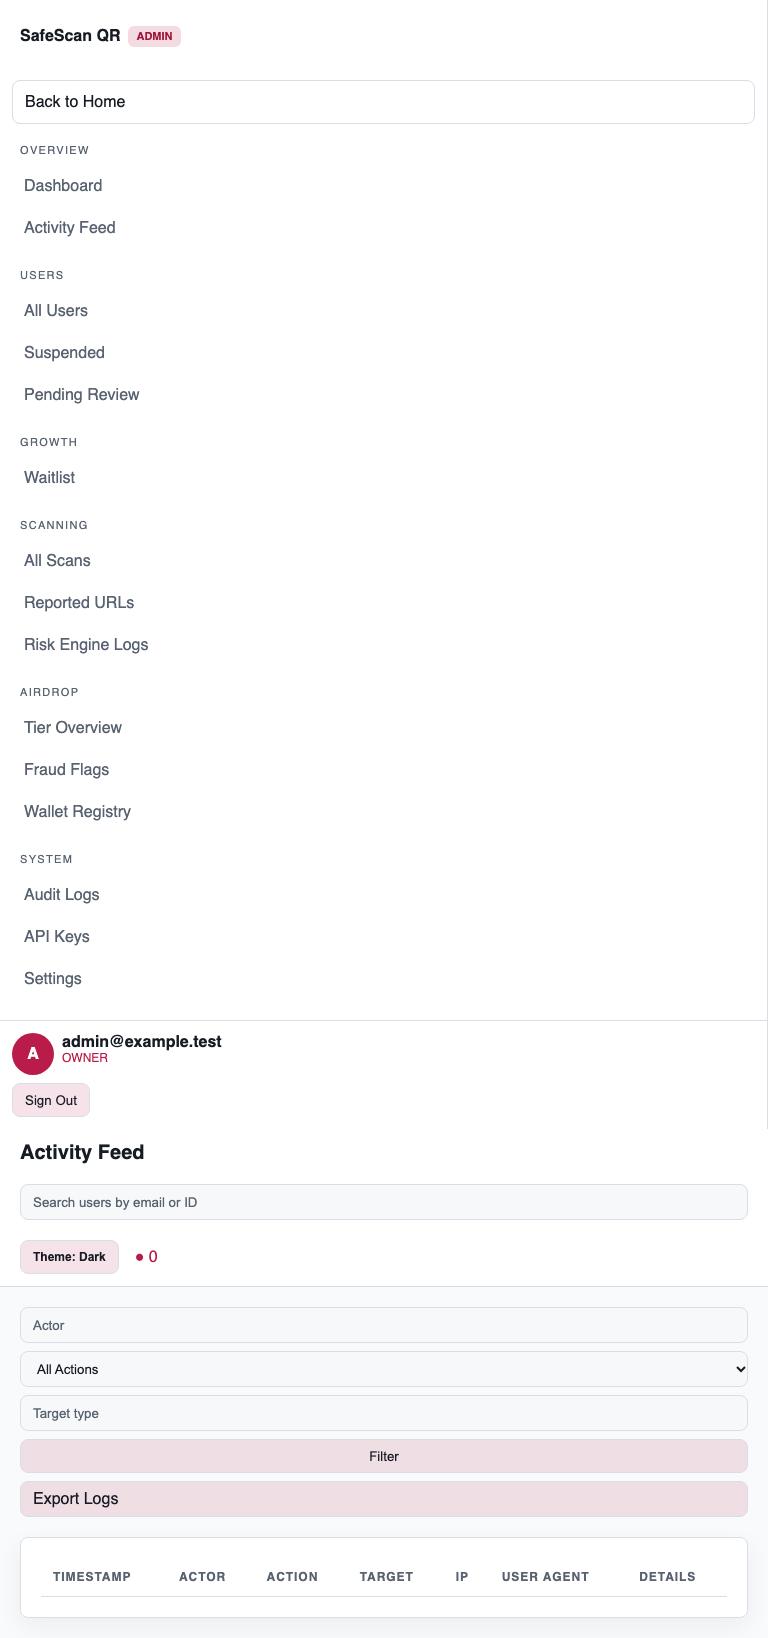 SafeScan QR ADMIN
Back to Home
OVERVIEW
Dashboard
Activity Feed
USERS
All Users
Suspended
Pending Review
GROWTH
Waitlist
SCANNING
All Scans
Reported URLs
Risk Engine Logs
AIRDROP
Tier Overview
Fraud Flags
Wallet Registry
SYSTEM
Audit Logs
API Keys
Settings
A admin@example.test
OWNER
Sign Out
Activity Feed
Search users by email or ID
Theme: Dark ● 0
Actor
All Actions
Target type
Filter
Export Logs
TIMESTAMP ACTOR ACTION TARGET IP USER AGENT DETAILS